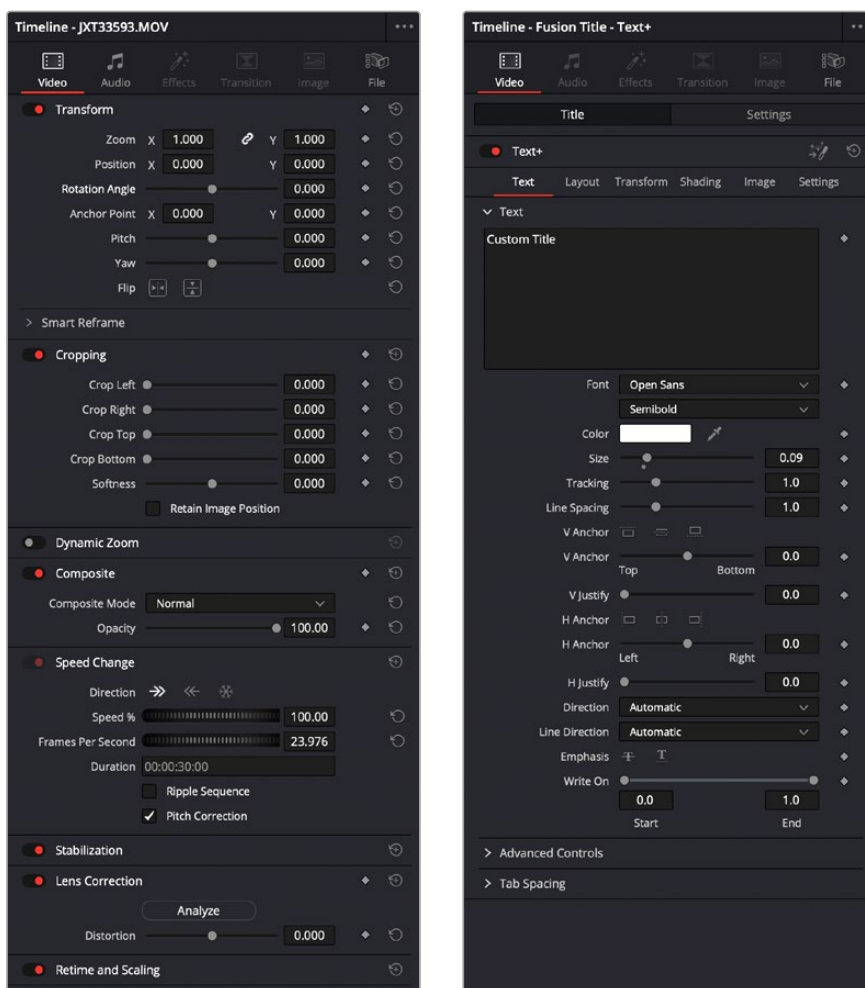 Timeline - JXT33593.MOV
Video Audio Effects Transition Image File
Transform
Zoom X 1.000 Y 1.000
Position X 0.000 Y 0.000
Rotation Angle 0.000
Anchor Point X 0.000 Y 0.000
Pitch 0.000
Yaw 0.000
Flip
Smart Reframe
Cropping
Crop Left 0.000
Crop Right 0.000
Crop Top 0.000
Crop Bottom 0.000
Softness 0.000
Retain Image Position
Dynamic Zoom
Composite
Composite Mode Normal
Opacity 100.00
Speed Change
Direction
Speed % 100.00
Frames Per Second 23.976
Duration 00:00:30:00
Ripple Sequence
Pitch Correction
Stabilization
Lens Correction
Analyze
Distortion 0.000
Retime and Scaling
Timeline - Fusion Title - Text+
Video Audio Effects Transition Image File
Title Settings
Text+
Text Layout Transform Shading Image Settings
Text
Custom Title
Font Open Sans
Semibold
Color
Size 0.09
Tracking 1.0
Line Spacing 1.0
V Anchor
V Anchor 0.0
Top Bottom
V Justify 0.0
H Anchor
H Anchor 0.0
Left Right
H Justify 0.0
Direction Automatic
Line Direction Automatic
Emphasis T T
Write On
0.0 1.0
Start End
Advanced Controls
Tab Spacing